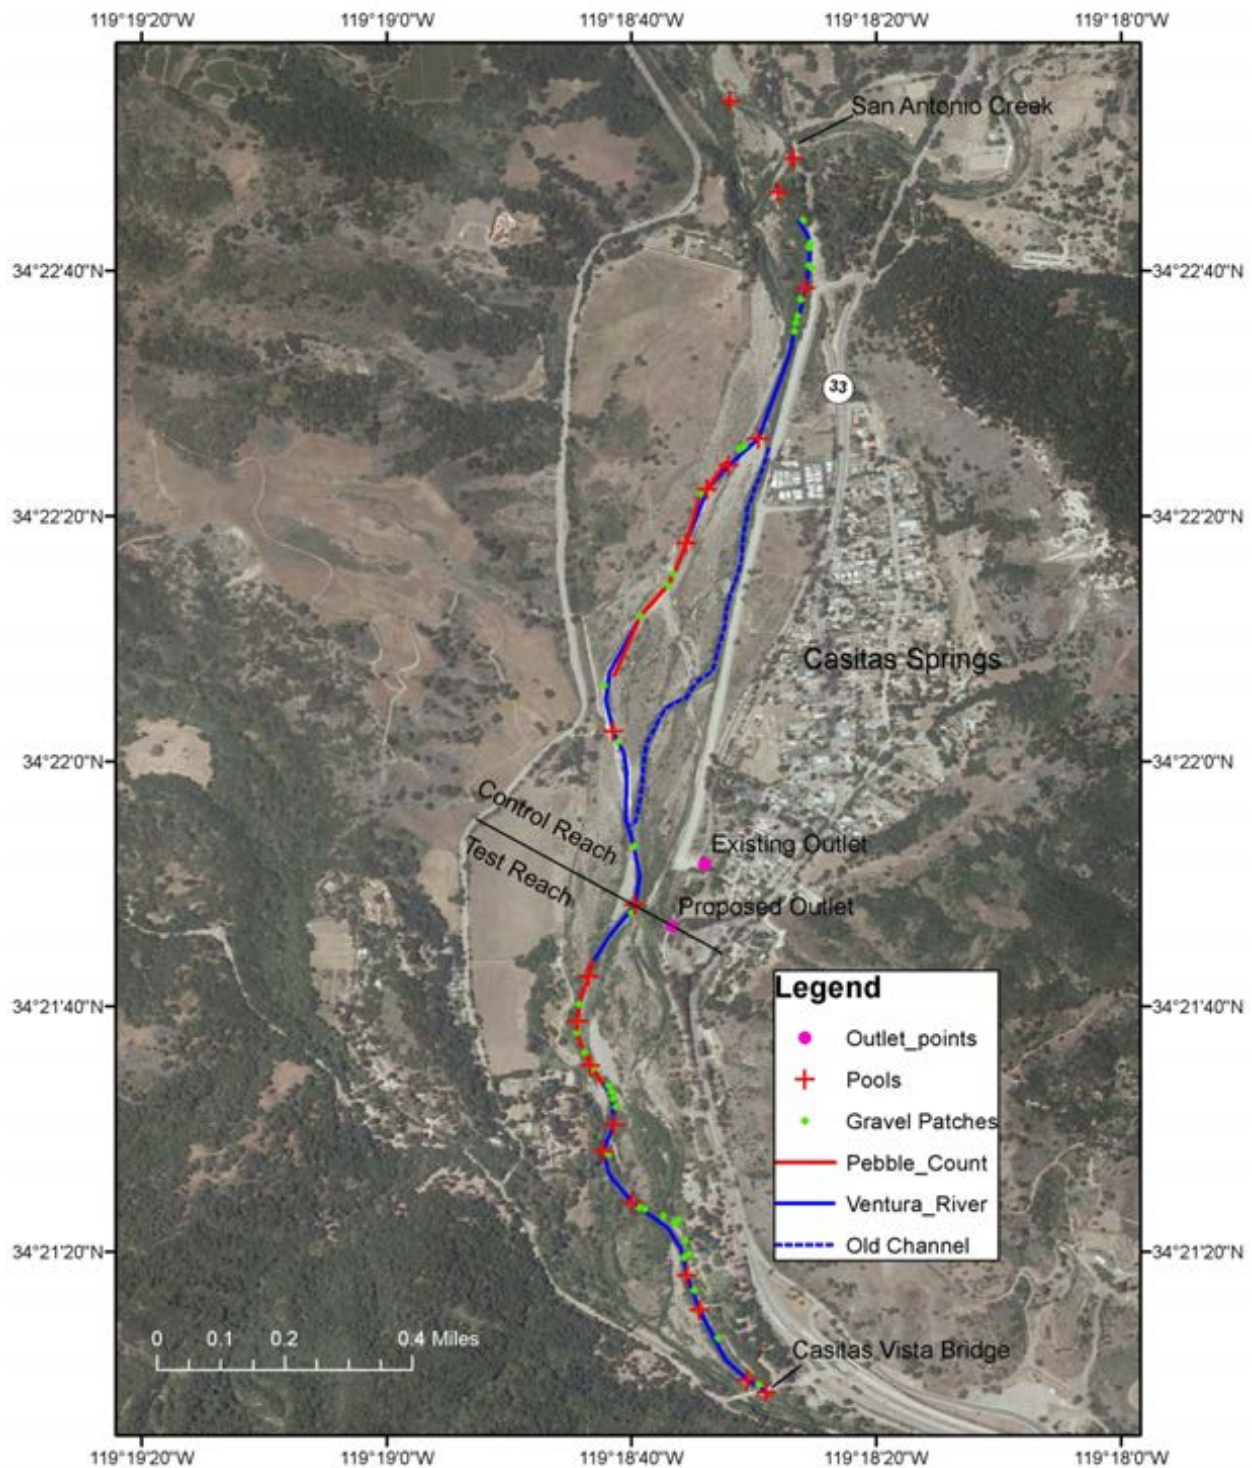 119°19'20"W 119°19'0"W 119°18'40"W 119°18'20"W 119°18'0"W
San Antonio Creek
34°22'40"N 34°22'40"N
33
34°22'20"N 34°22'20"N
Casitas Springs
34°22'0"N 34°22'0"N
Control Reach
Existing Outlet
Test Reach
Proposed Outlet
Legend
34°21'40"N 34°21'40"N
Outlet_points
Pools
Gravel Patches
Pebble_Count
Ventura_River
Old Channel
34°21'20"N 34°21'20"N
0 0.1 0.2 0.4 Miles
Casitas Vista Bridge
119°19'20"W 119°19'0"W 119°18'40"W 119°18'20"W 119°18'0"W